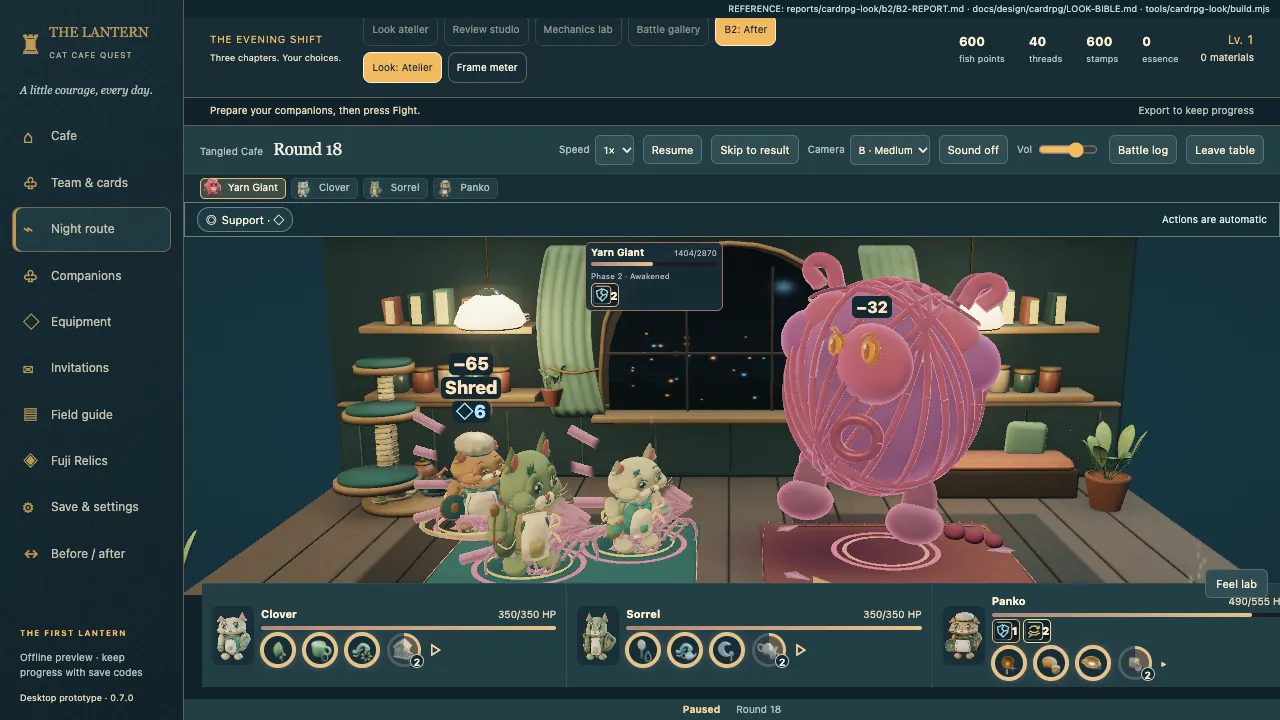 REFERENCE: reports/cardrpg-look/b2/B2-REPORT.md · docs/design/cardrpg/LOOK-BIBLE.md · tools/cardrpg-look/build.mjs
THE LANTERN
CAT CAFE QUEST
A little courage, every day.
Cafe
Team & cards
Night route
Companions
Equipment
Invitations
Field guide
Fuji Relics
Save & settings
Before / after
THE FIRST LANTERN
Offline preview · keep
progress with save codes
Desktop prototype · 0.7.0
THE EVENING SHIFT
Three chapters. Your choices.
Look atelier
Review studio
Mechanics lab
Battle gallery
B2: After
Look: Atelier
Frame meter
600
fish points
40
threads
600
stamps
0
essence
Lv. 1
0 materials
Prepare your companions, then press Fight.
Export to keep progress
Tangled Cafe
Round 18
Speed
1×
Resume
Skip to result
Camera
B · Medium
Sound off
Vol
Battle log
Leave table
Yarn Giant
Clover
Sorrel
Panko
Support · ◇
Actions are automatic
Yarn Giant
1404/2870
Phase 2 · Awakened
2
−32
−65
Shred
◇6
Feel lab
Clover
350/350 HP
2
Sorrel
350/350 HP
2
Panko
490/555 H
1
2
2
Paused
Round 18